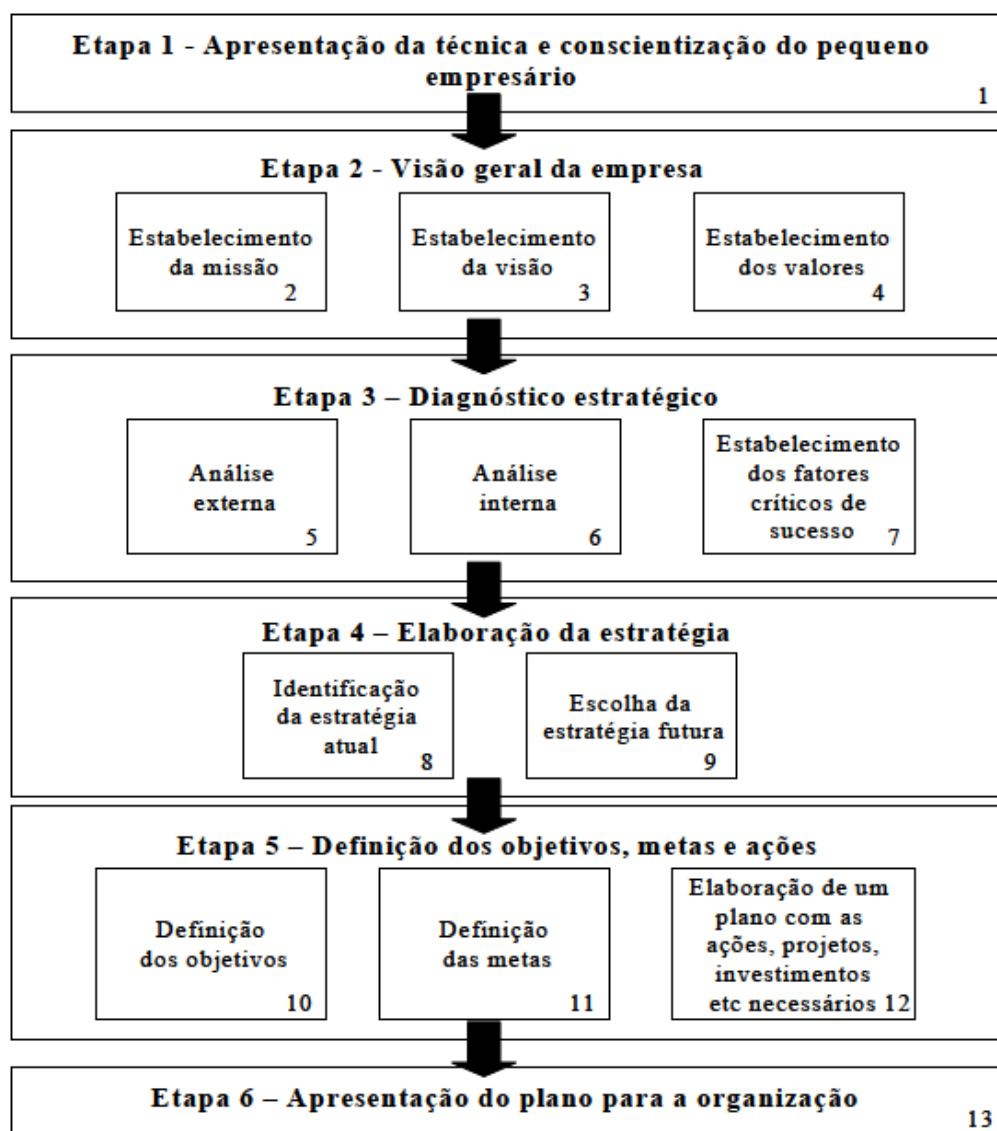 Etapa 1 - Apresentação da técnica e conscientização do pequeno
empresário
1
Etapa 2 - Visão geral da empresa
Estabelecimento
da missão
2
Estabelecimento
da visão
3
Estabelecimento
dos valores
4
Etapa 3 – Diagnóstico estratégico
Análise
externa
5
Análise
interna
6
Estabelecimento
dos fatores
críticos de
sucesso 7
Etapa 4 – Elaboração da estratégia
Identificação
da estratégia
atual
8
Escolha da
estratégia futura
9
Etapa 5 – Definição dos objetivos, metas e ações
Definição
dos objetivos
10
Definição
das metas
11
Elaboração de um
plano com as
ações, projetos,
investimentos
etc necessários 12
Etapa 6 – Apresentação do plano para a organização
13